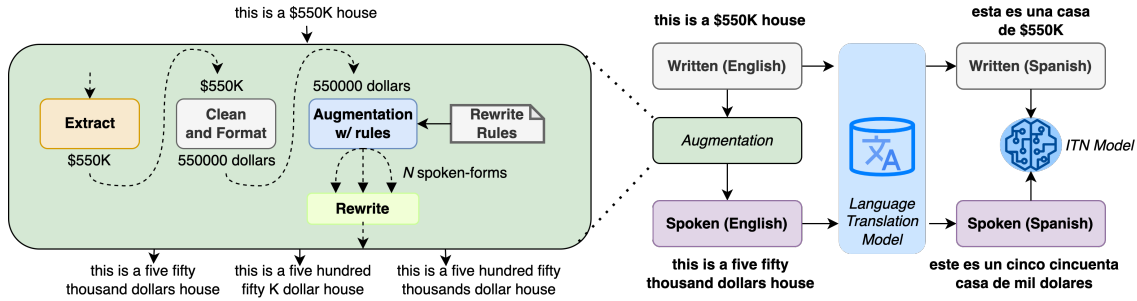 this is a $550K house
$550K
550000 dollars
Extract
Clean
and Format
Augmentation
w/ rules
Rewrite
Rules
$550K
550000 dollars
N spoken-forms
Rewrite
this is a five fifty
thousand dollars house
this is a five hundred
fifty K dollar house
this is a five hundred fifty
thousands dollar house
this is a $550K house
esta es una casa
de $550K
Written (English)
Written (Spanish)
Augmentation
ITN Model
Language
Translation
Model
Spoken (English)
Spoken (Spanish)
this is a five fifty
thousand dollars house
este es un cinco cincuenta
casa de mil dolares